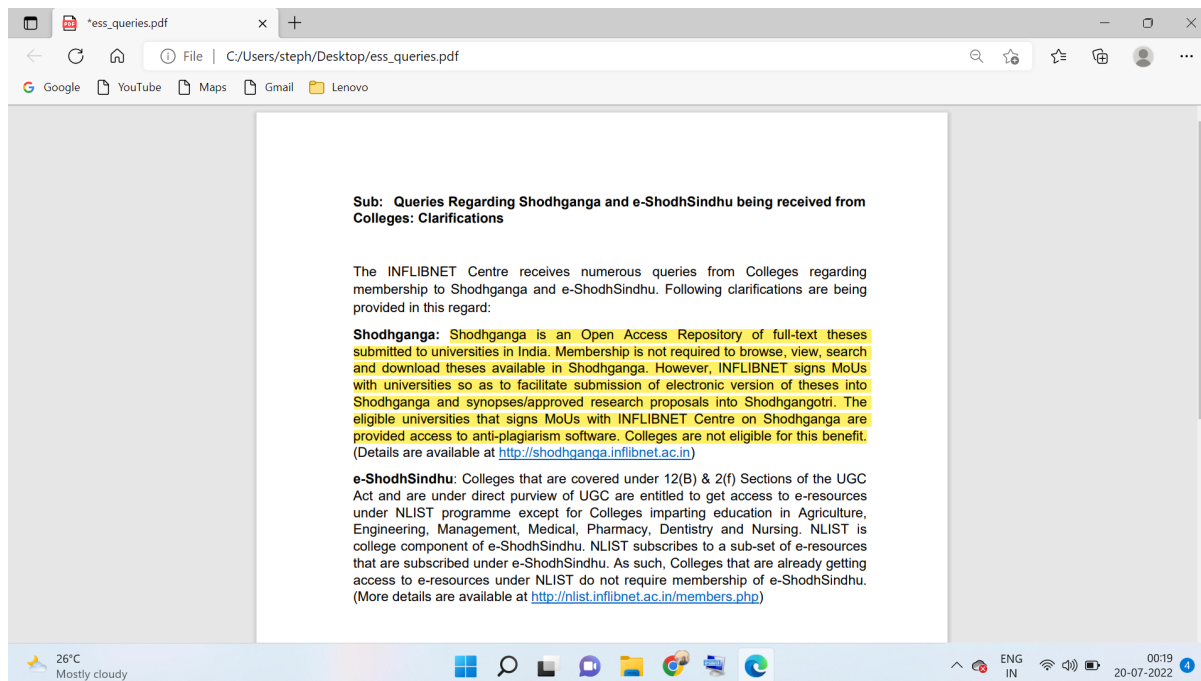 *ess_queries.pdf
File | C:/Users/steph/Desktop/ess_queries.pdf
Google YouTube Maps Gmail Lenovo
Sub: Queries Regarding Shodhganga and e-ShodhSindhu being received from
Colleges: Clarifications
The INFLIBNET Centre receives numerous queries from Colleges regarding
membership to Shodhganga and e-ShodhSindhu. Following clarifications are being
provided in this regard:
Shodhganga: Shodhganga is an Open Access Repository of full-text theses
submitted to universities in India. Membership is not required to browse, view, search
and download theses available in Shodhganga. However, INFLIBNET signs MoUs
with universities so as to facilitate submission of electronic version of theses into
Shodhganga and synopses/approved research proposals into Shodhgangotri. The
eligible universities that signs MoUs with INFLIBNET Centre on Shodhganga are
provided access to anti-plagiarism software. Colleges are not eligible for this benefit.
(Details are available at http://shodhganga.inflibnet.ac.in)
e-ShodhSindhu: Colleges that are covered under 12(B) & 2(f) Sections of the UGC
Act and are under direct purview of UGC are entitled to get access to e-resources
under NLIST programme except for Colleges imparting education in Agriculture,
Engineering, Management, Medical, Pharmacy, Dentistry and Nursing. NLIST is
college component of e-ShodhSindhu. NLIST subscribes to a sub-set of e-resources
that are subscribed under e-ShodhSindhu. As such, Colleges that are already getting
access to e-resources under NLIST do not require membership of e-ShodhSindhu.
(More details are available at http://nlist.inflibnet.ac.in/members.php)
26°C
Mostly cloudy
ENG
IN
00:19
20-07-2022
4